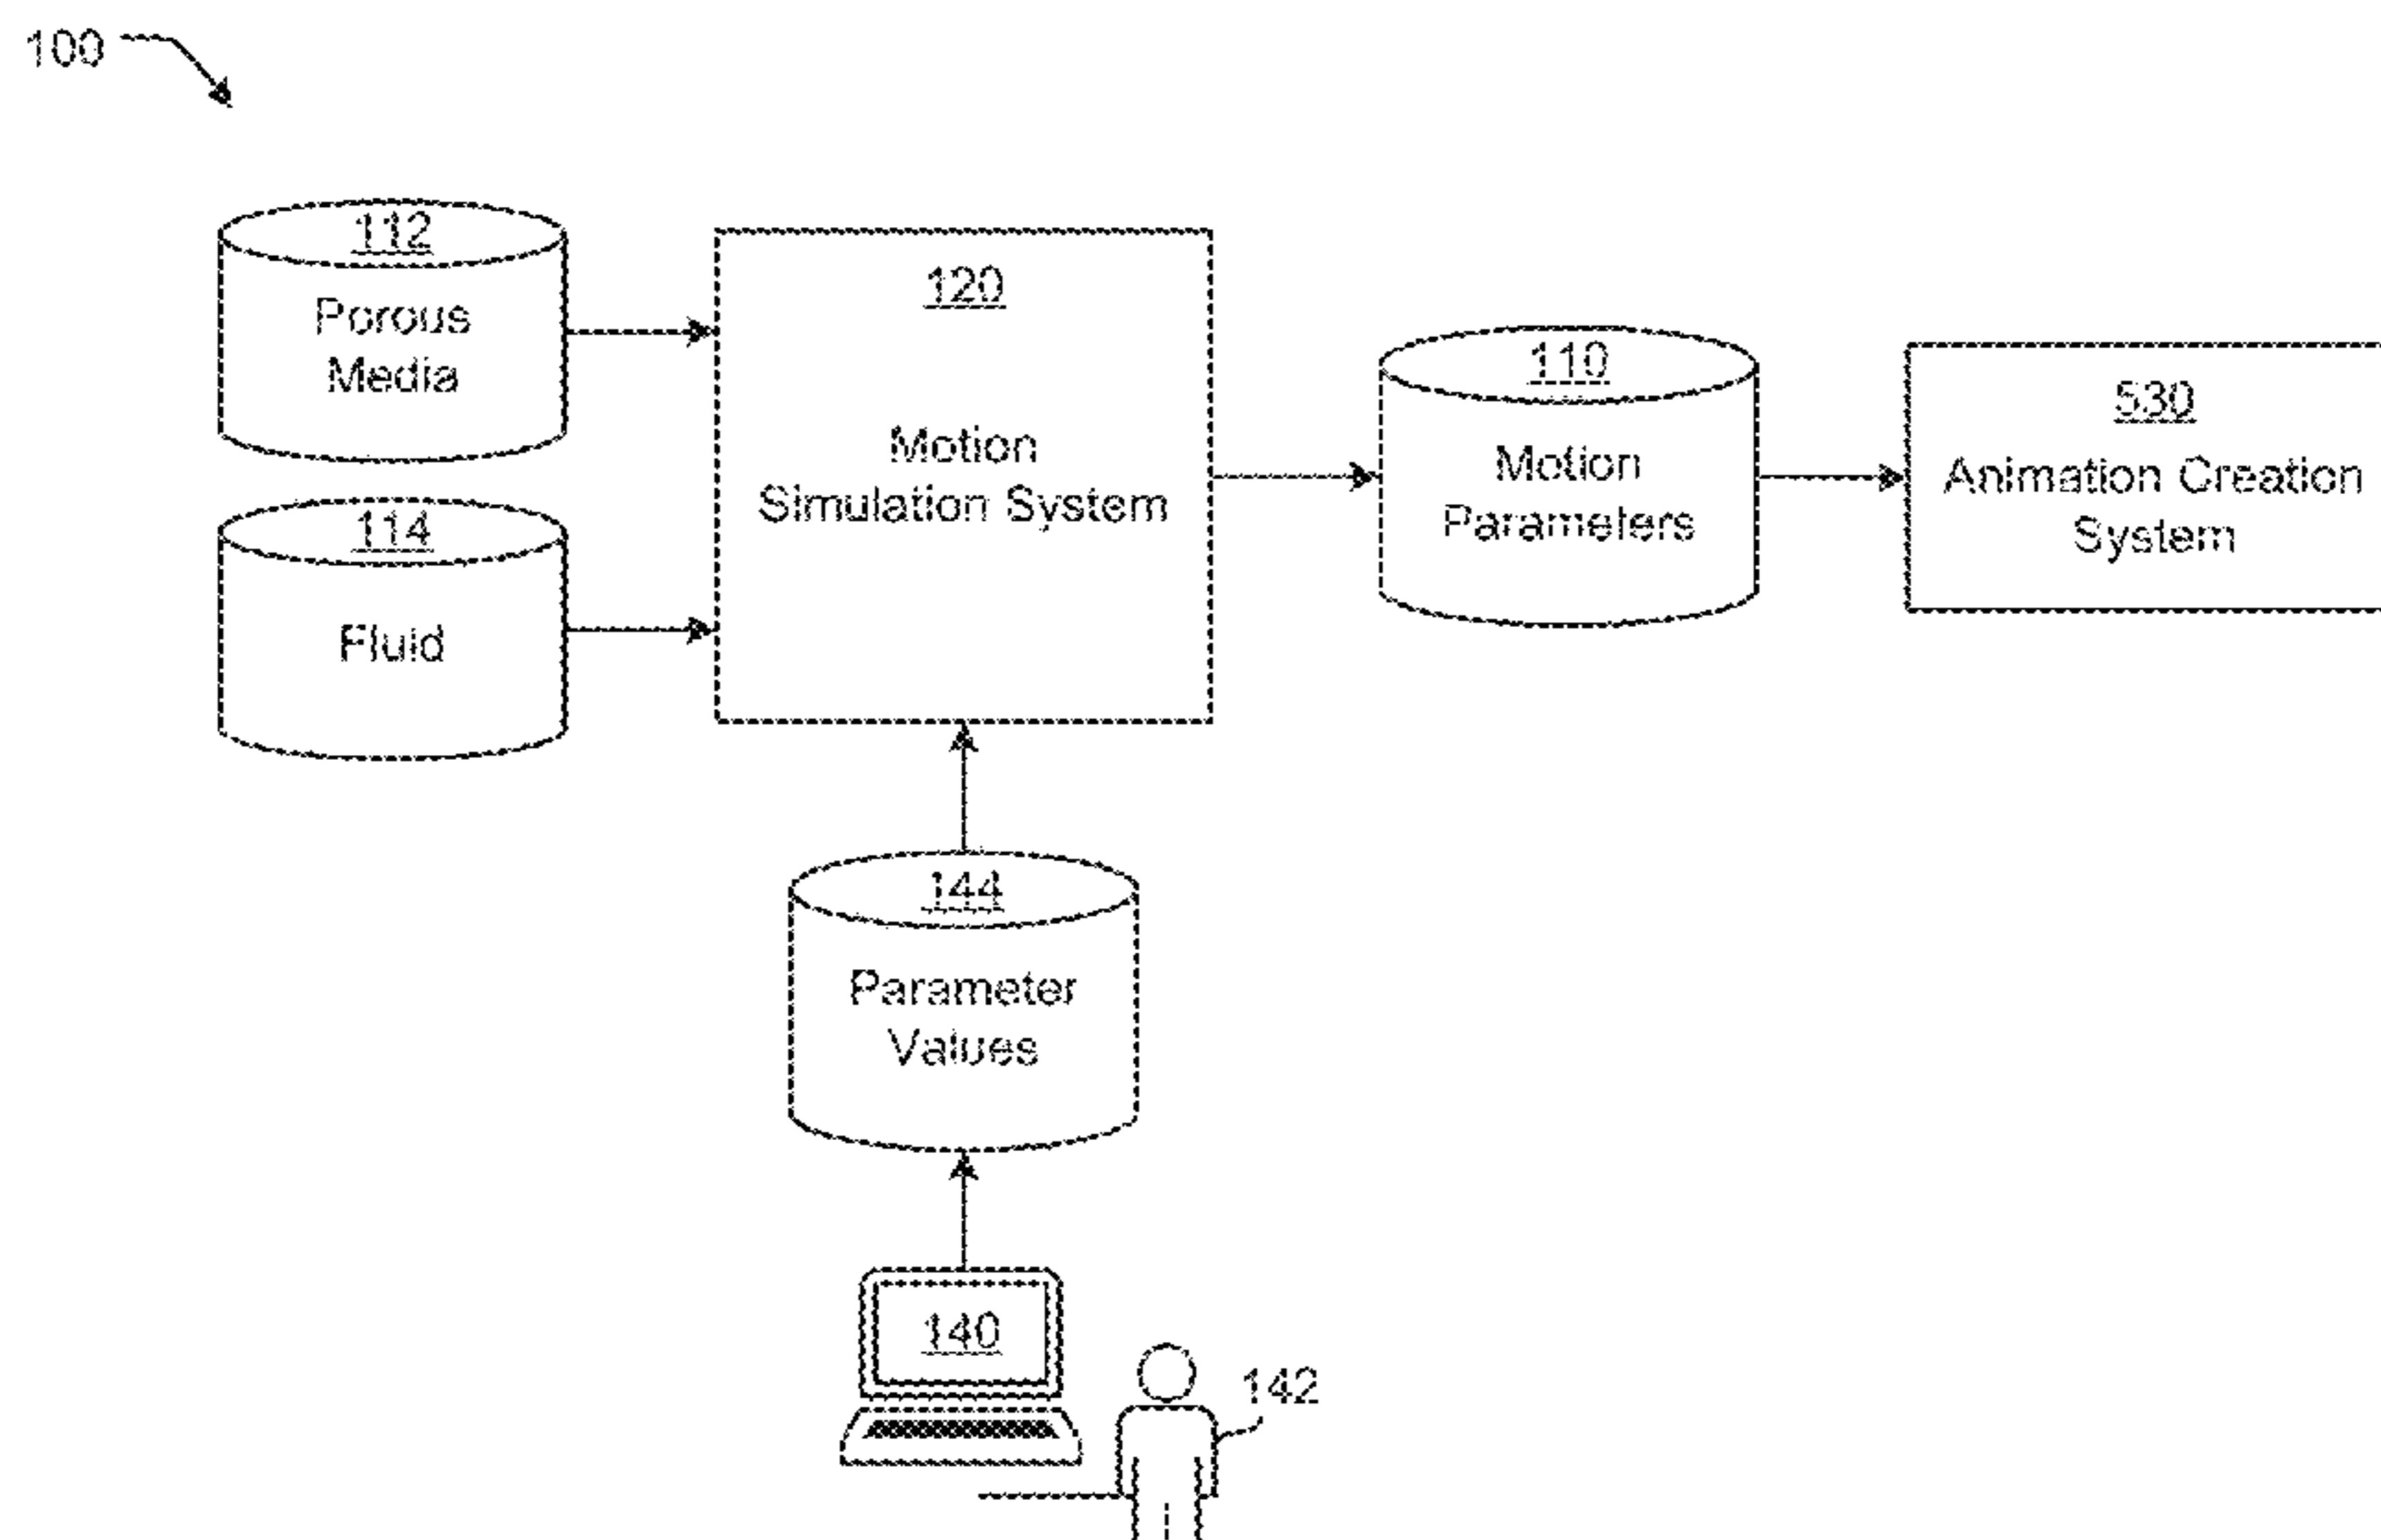 100
112
Porous
Media
114
Fluid
120
Motion
Simulation System
110
Motion
Parameters
530
Animation Creation
System
144
Parameter
Values
140
142